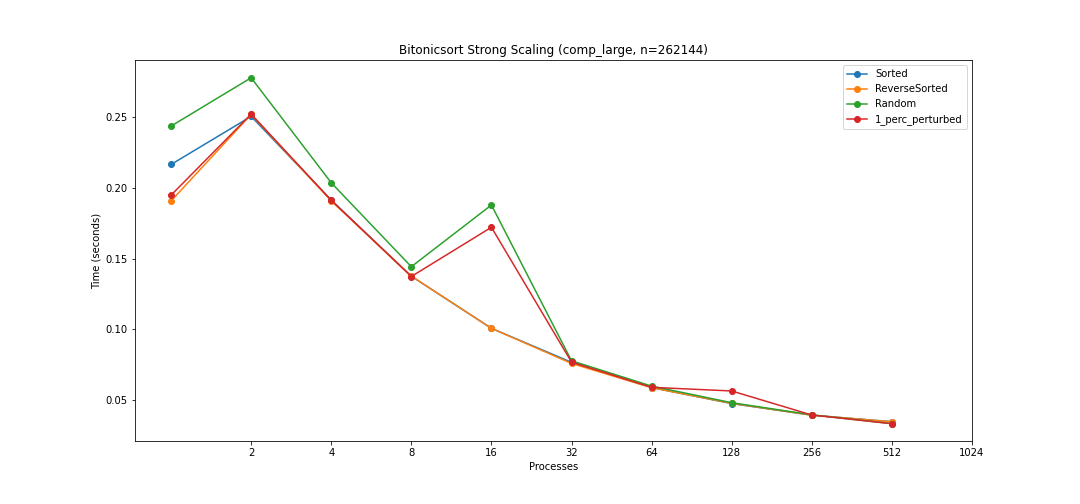 Bitonicsort Strong Scaling (comp_large, n=262144)
Sorted
ReverseSorted
Random
1_perc_perturbed
Time (seconds)
0.25
0.20
0.15
0.10
0.05
2 4 8 16 32 64 128 256 512 1024
Processes